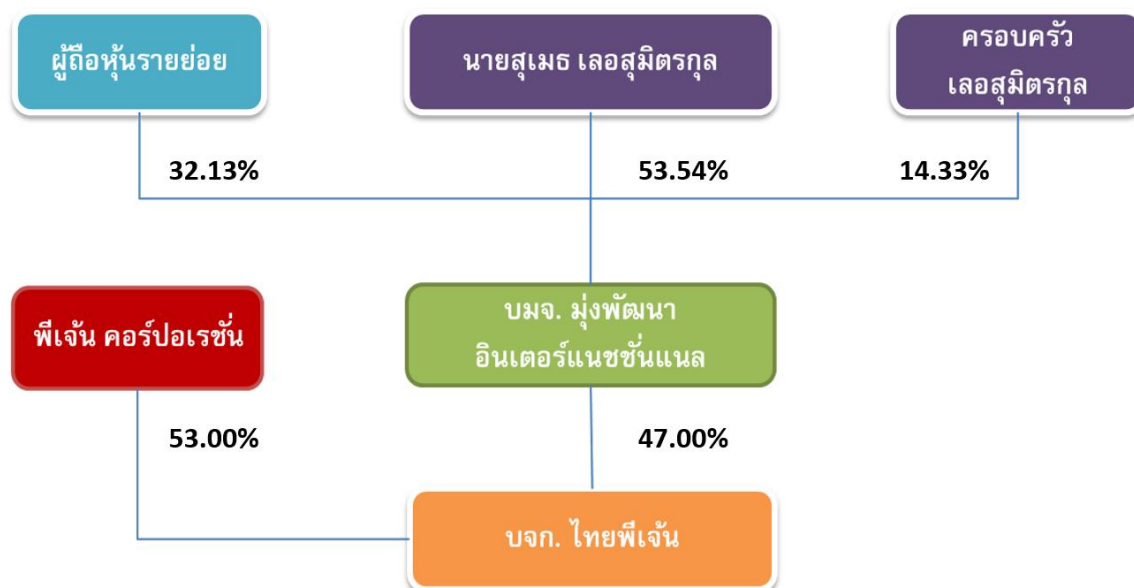 ผู้ถือหุ้นรายย่อย
นายสุเมธ เลอสุมิตรกุล
ครอบครัว
เลอสุมิตรกุล
32.13%
53.54%
14.33%
พีเจ้น คอร์ปอเรชั่น
บมจ. มุ่งพัฒนา
อินเตอร์แนชชั่นแนล
53.00%
47.00%
บจก. ไทยพีเจ้น